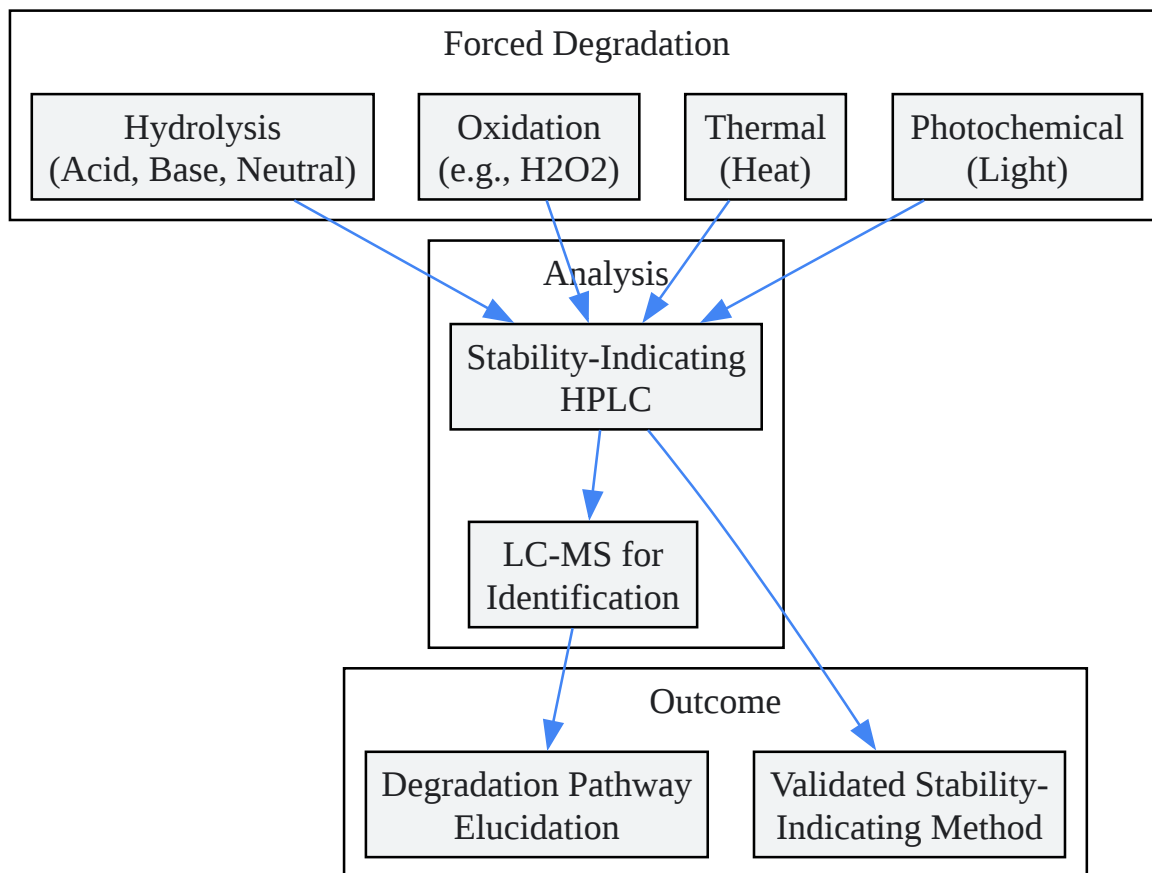 Forced Degradation
Hydrolysis
(Acid, Base, Neutral)
Oxidation
(e.g., H2O2)
Thermal
(Heat)
Photochemical
(Light)
Analysis
Stability-Indicating
HPLC
LC-MS for
Identification
Outcome
Degradation Pathway
Elucidation
Validated Stability-
Indicating Method